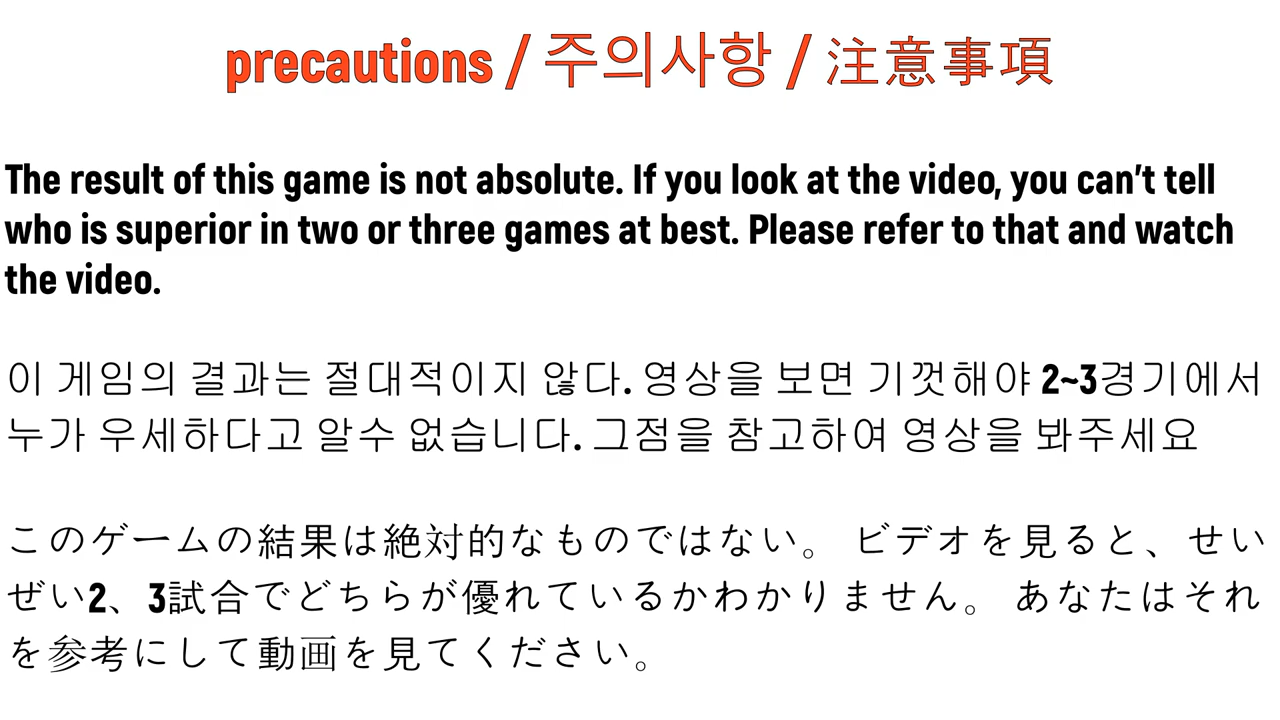 precautions / 주의사항 / 注意事項
The result of this game is not absolute. If you look at the video, you can't tell
who is superior in two or three games at best. Please refer to that and watch
the video.
이 게임의 결과는 절대적이지 않다. 영상을 보면 기껏해야 2~3경기에서
누가 우세하다고 알수 없습니다. 그점을 참고하여 영상을 봐주세요
このゲームの結果は絶対的なものではない。 ビデオを見ると、せい
ぜい2、3試合でどちらが優れているかわかりません。 あなたはそれ
を参考にして動画を見てください。